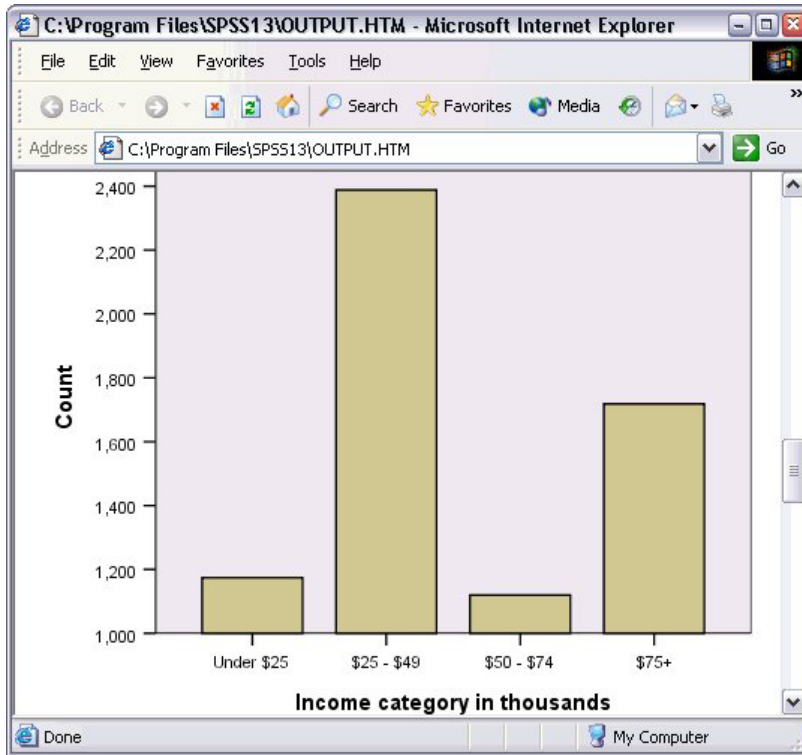 C:\Program Files\SPSS13\OUTPUT.HTM - Microsoft Internet Explorer
File Edit View Favorites Tools Help
Back Search Favorites Media »
Address C:\Program Files\SPSS13\OUTPUT.HTM Go
2,400
2,200
2,000
1,800
1,600
1,400
1,200
1,000
Count
Under $25 $25 - $49 $50 - $74 $75+
Income category in thousands
Done My Computer